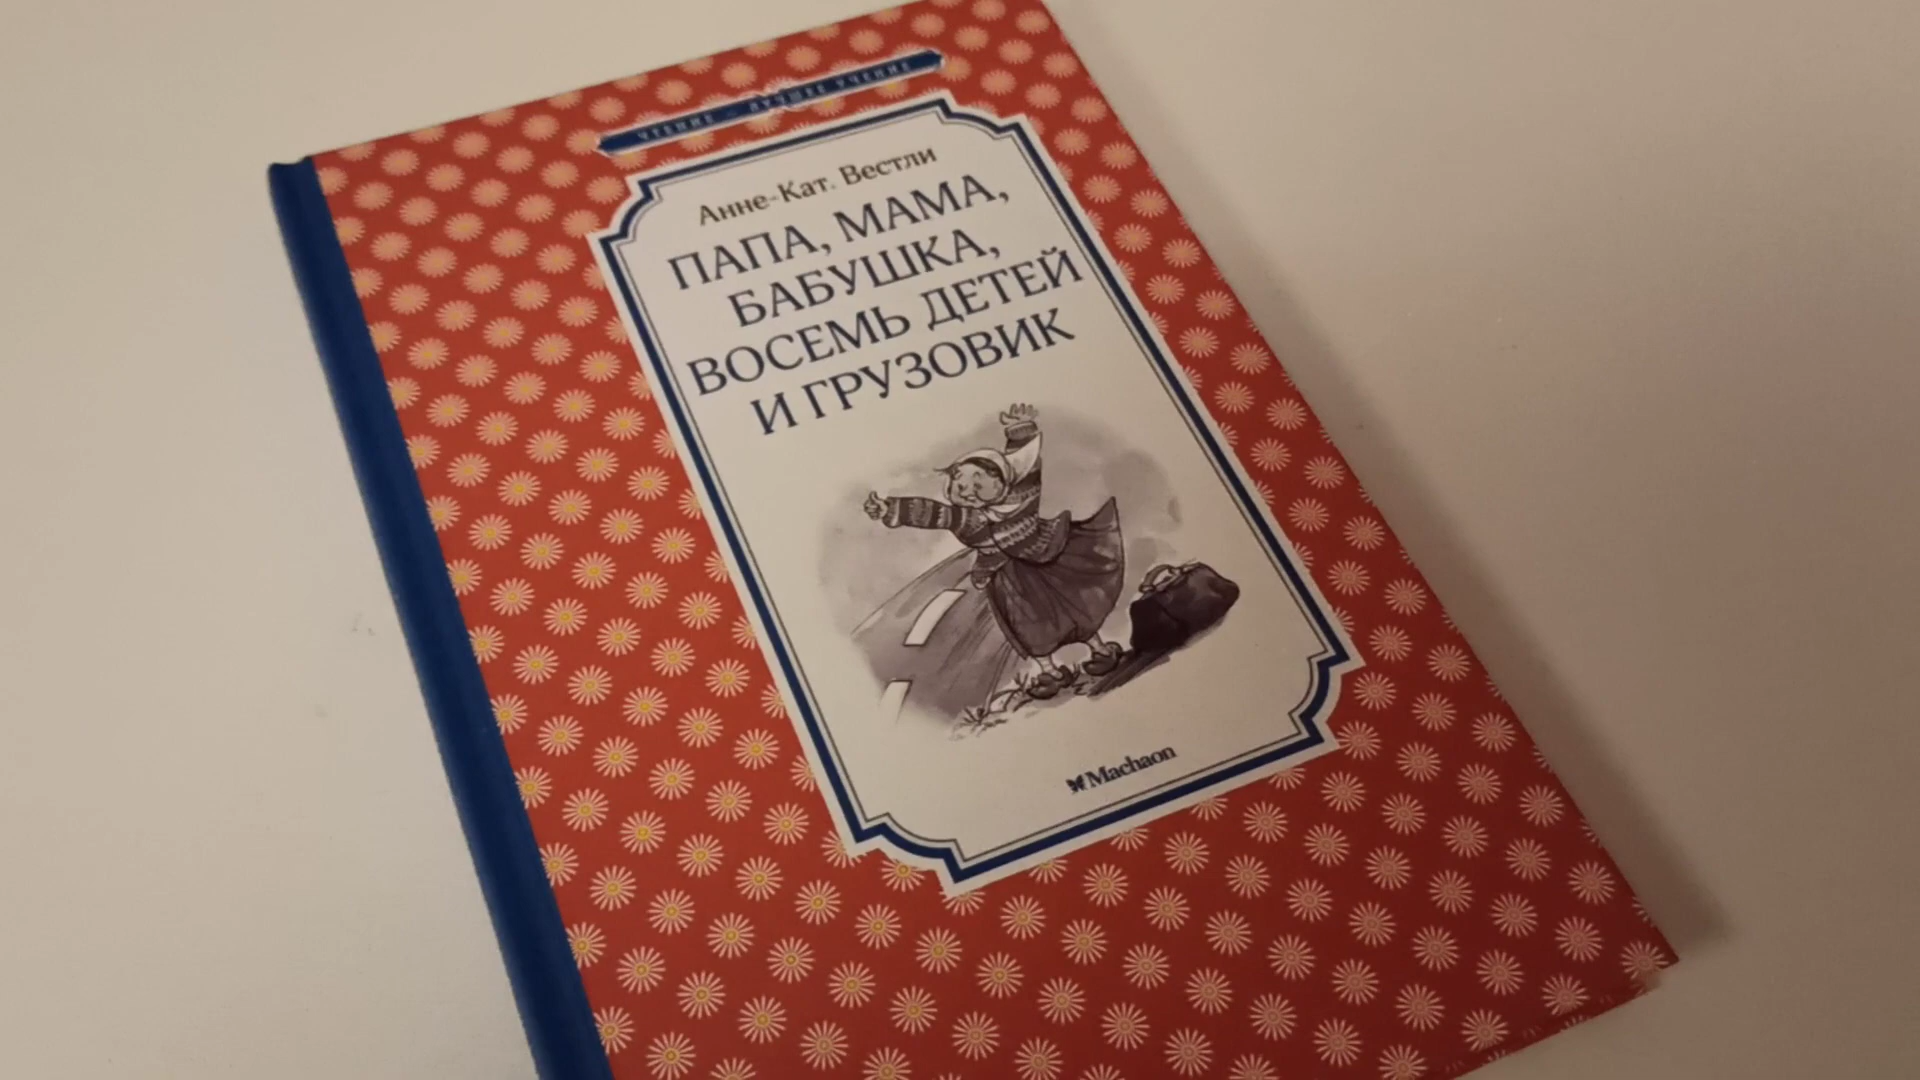 ЧТЕНИЕ – ЛУЧШЕЕ УЧЕНИЕ
Анне-Кат. Вестли
ПАПА, МАМА,
БАБУШКА,
ВОСЕМЬ ДЕТЕЙ
И ГРУЗОВИК
Machaon